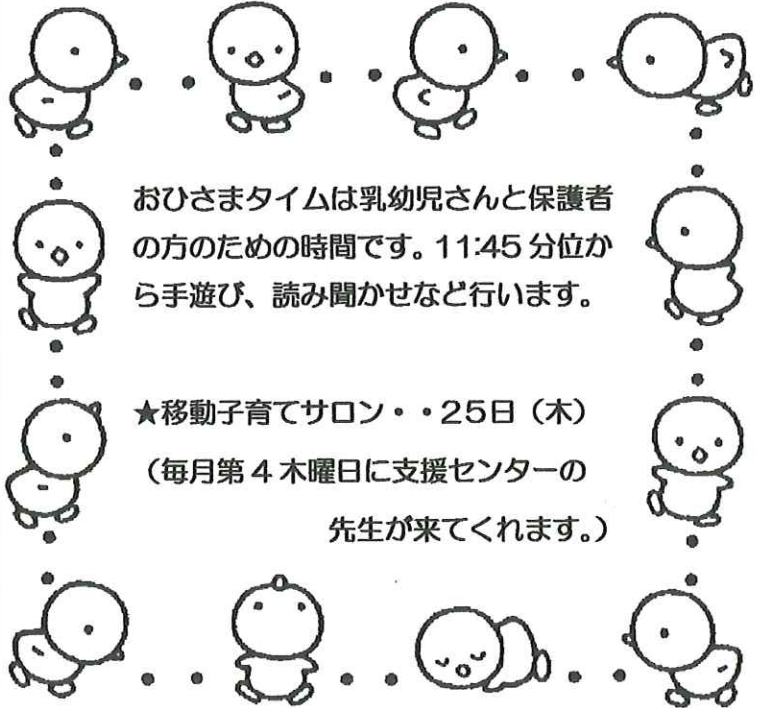 おひさまタイムは乳幼児さんと保護者
の方のための時間です。11:45分位か
ら手遊び、読み聞かせなど行います。
★移動子育てサロン・・25日（木）
（毎月第4木曜日に支援センターの
先生が来てくれます。）